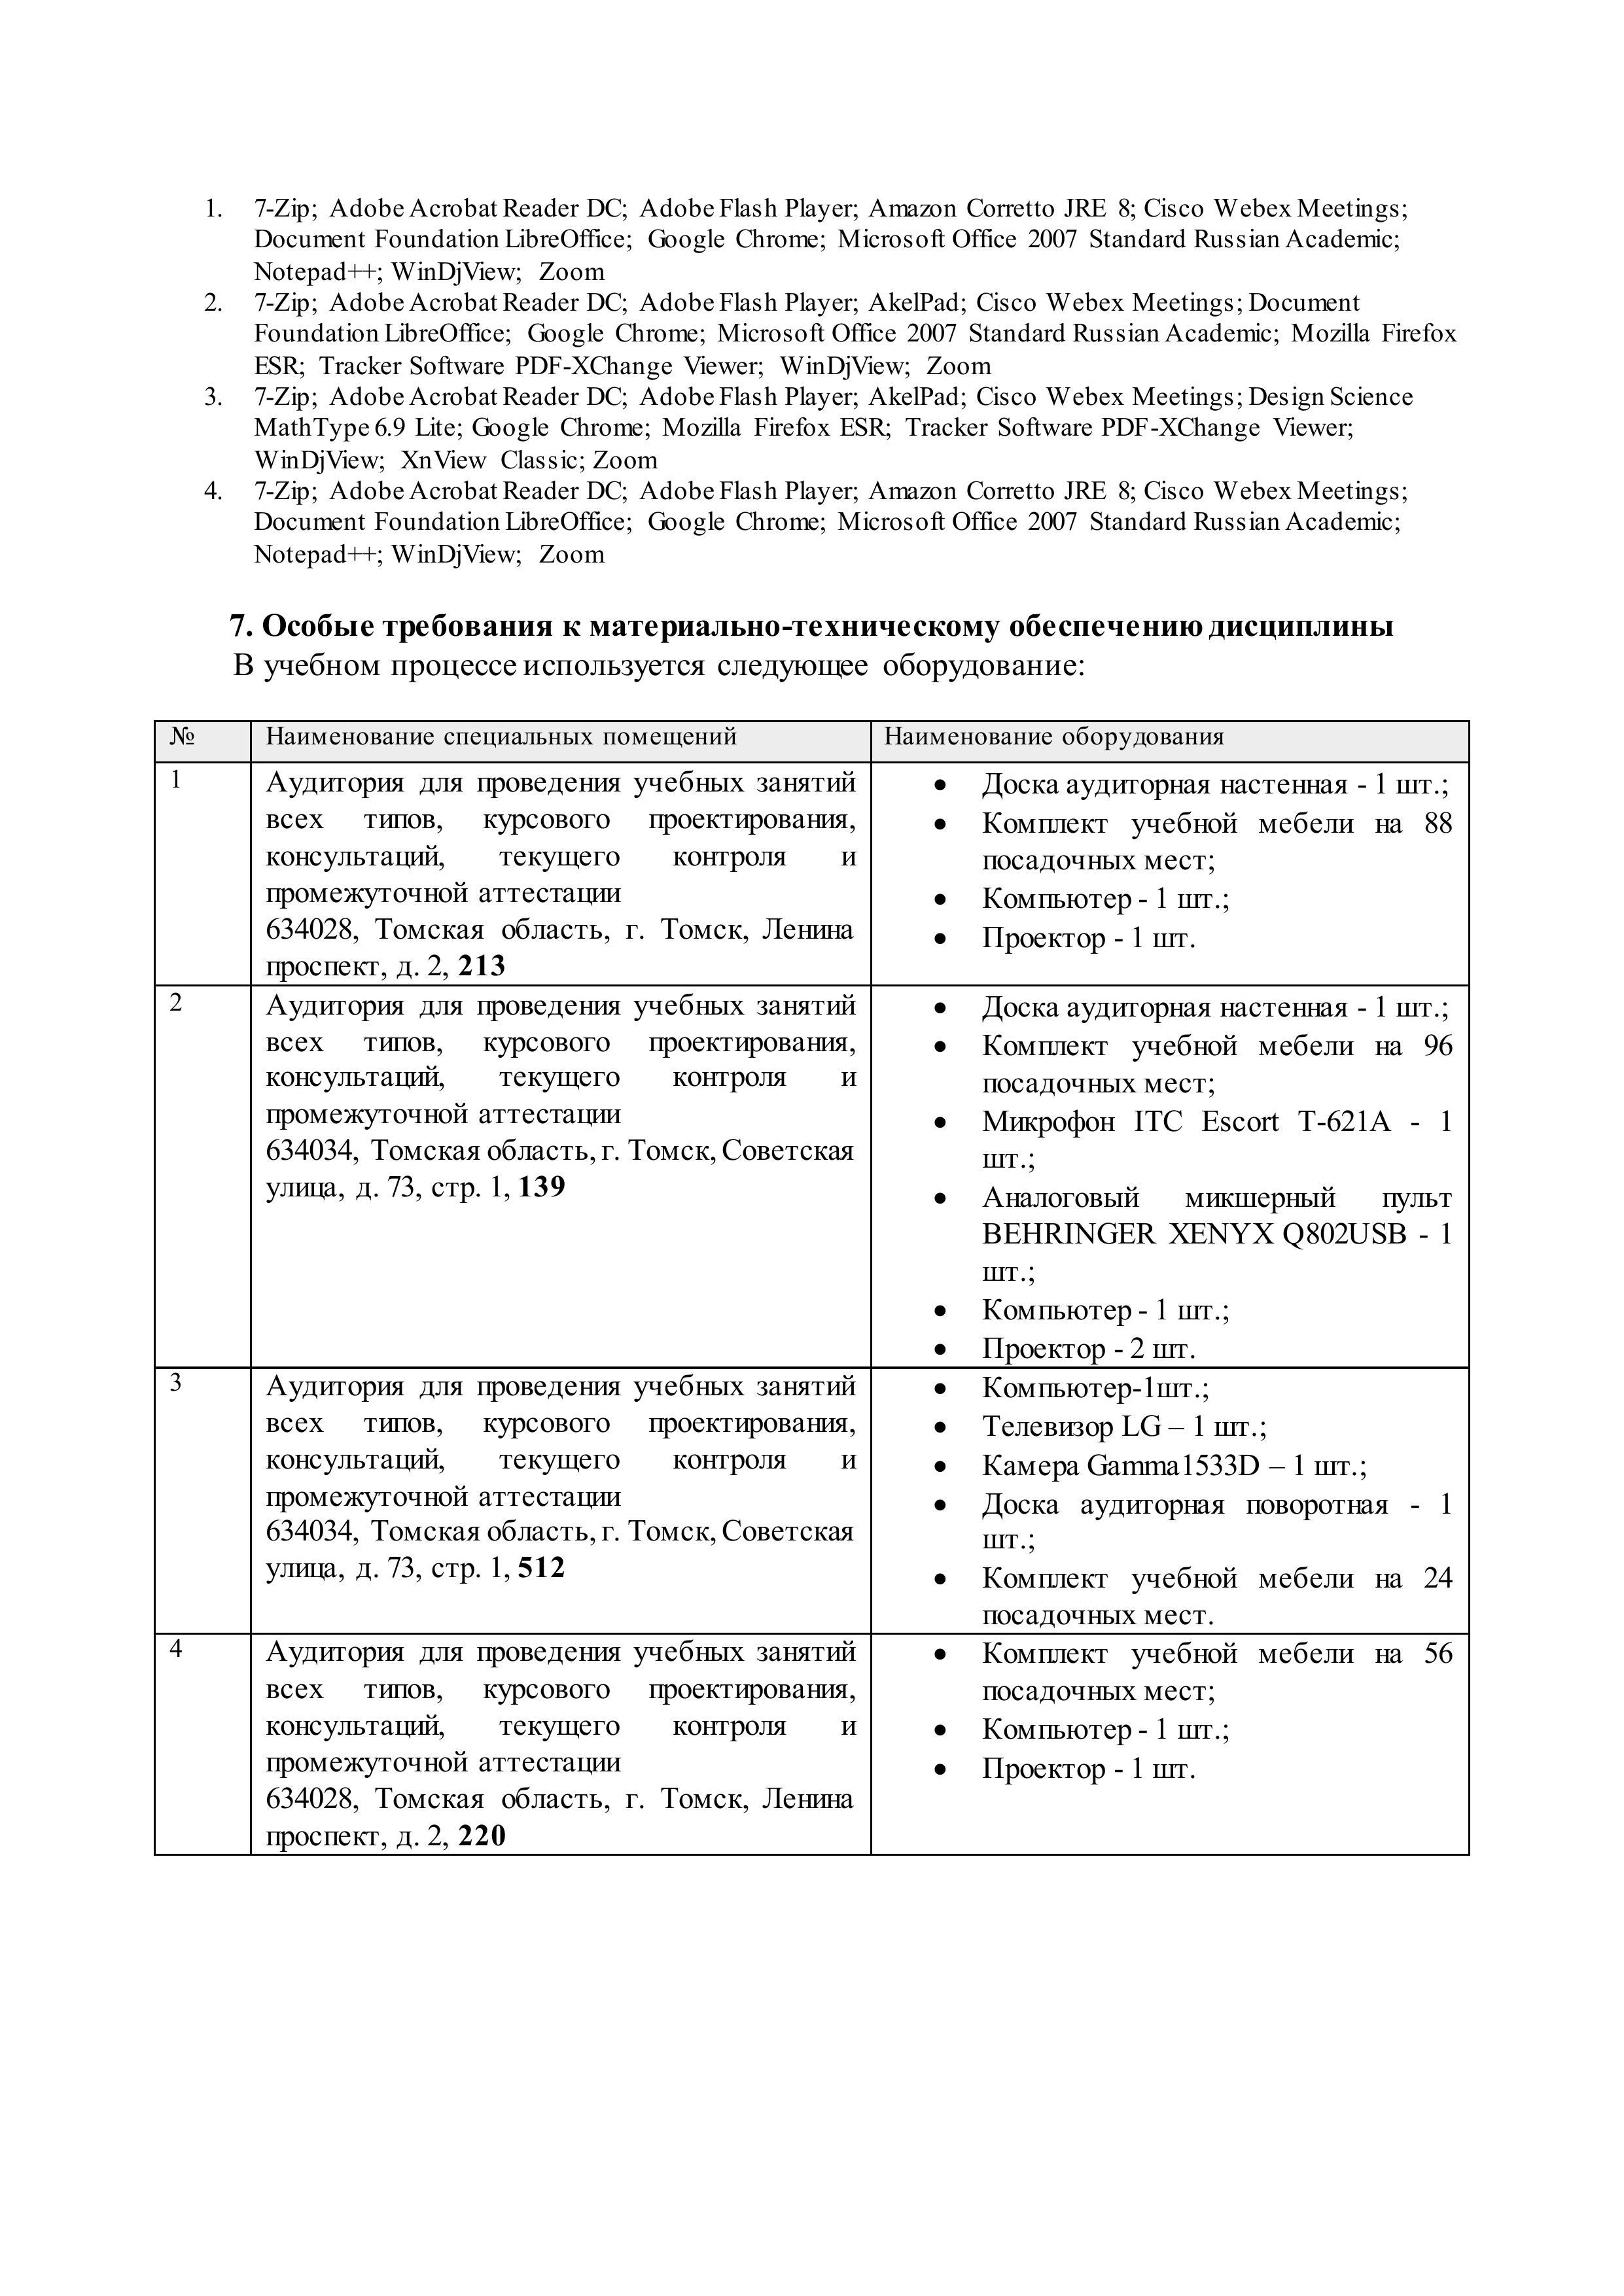 1. 7-Zip; Adobe Acrobat Reader DC; Adobe Flash Player; Amazon Corretto JRE 8; Cisco Webex Meetings;
Document Foundation LibreOffice; Google Chrome; Microsoft Office 2007 Standard Russian Academic;
Notepad++; WinDjView; Zoom
2. 7-Zip; Adobe Acrobat Reader DC; Adobe Flash Player; AkelPad; Cisco Webex Meetings; Document
Foundation LibreOffice; Google Chrome; Microsoft Office 2007 Standard Russian Academic; Mozilla Firefox
ESR; Tracker Software PDF-XChange Viewer; WinDjView; Zoom
3. 7-Zip; Adobe Acrobat Reader DC; Adobe Flash Player; AkelPad; Cisco Webex Meetings; Design Science
MathType 6.9 Lite; Google Chrome; Mozilla Firefox ESR; Tracker Software PDF-XChange Viewer;
WinDjView; XnView Classic; Zoom
4. 7-Zip; Adobe Acrobat Reader DC; Adobe Flash Player; Amazon Corretto JRE 8; Cisco Webex Meetings;
Document Foundation LibreOffice; Google Chrome; Microsoft Office 2007 Standard Russian Academic;
Notepad++; WinDjView; Zoom
7. Особые требования к материально-техническому обеспечению дисциплины
В учебном процессе используется следующее оборудование:
№ Наименование специальных помещений Наименование оборудования
1
Аудитория для проведения учебных занятий
всех типов, курсового проектирования,
консультаций, текущего контроля и
промежуточной аттестации
634028, Томская область, г. Томск, Ленина
проспект, д. 2, 213
• Доска аудиторная настенная - 1 шт.;
• Комплект учебной мебели на 88
посадочных мест;
• Компьютер - 1 шт.;
• Проектор - 1 шт.
2
Аудитория для проведения учебных занятий
всех типов, курсового проектирования,
консультаций, текущего контроля и
промежуточной аттестации
634034, Томская область, г. Томск, Советская
улица, д. 73, стр. 1, 139
• Доска аудиторная настенная - 1 шт.;
• Комплект учебной мебели на 96
посадочных мест;
• Микрофон ITC Escort T-621A - 1
шт.;
• Аналоговый микшерный пульт
BEHRINGER XENYX Q802USB - 1
шт.;
• Компьютер - 1 шт.;
• Проектор - 2 шт.
3
Аудитория для проведения учебных занятий
всех типов, курсового проектирования,
консультаций, текущего контроля и
промежуточной аттестации
634034, Томская область, г. Томск, Советская
улица, д. 73, стр. 1, 512
• Компьютер-1шт.;
• Телевизор LG – 1 шт.;
• Камера Gamma1533D – 1 шт.;
• Доска аудиторная поворотная - 1
шт.;
• Комплект учебной мебели на 24
посадочных мест.
4
Аудитория для проведения учебных занятий
всех типов, курсового проектирования,
консультаций, текущего контроля и
промежуточной аттестации
634028, Томская область, г. Томск, Ленина
проспект, д. 2, 220
• Комплект учебной мебели на 56
посадочных мест;
• Компьютер - 1 шт.;
• Проектор - 1 шт.